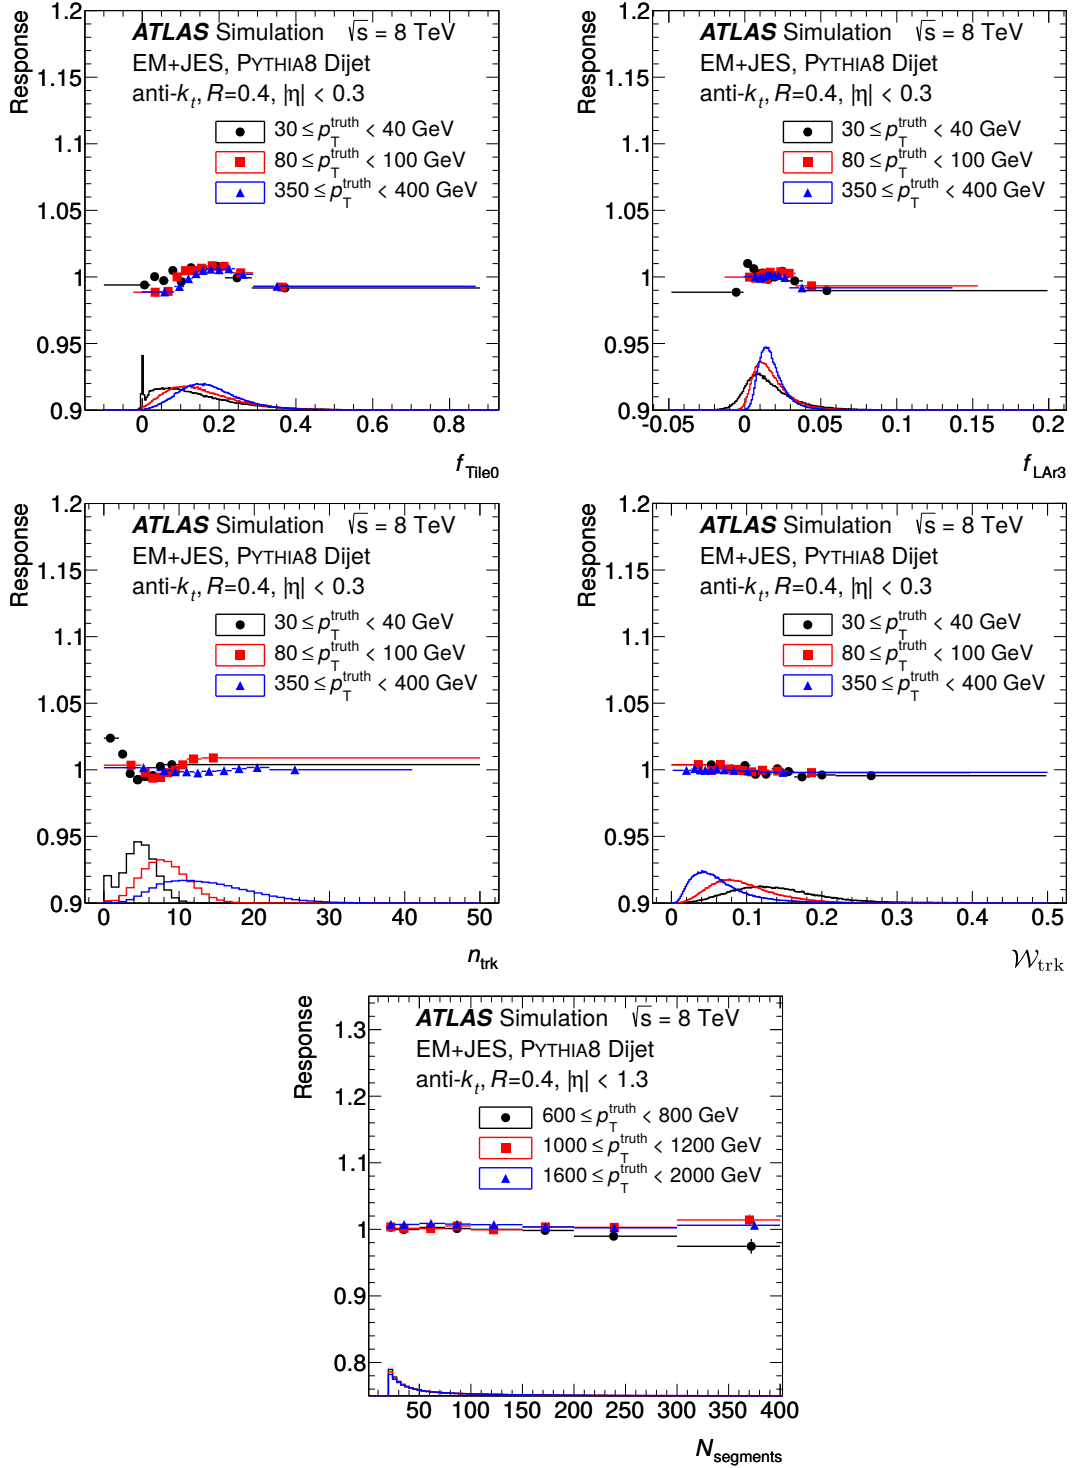 Response
ATLAS Simulation √s = 8 TeV
EM+JES, PYTHIA8 Dijet
anti-k_t, R=0.4, |η| < 0.3
30 ≤ p_T^truth < 40 GeV
80 ≤ p_T^truth < 100 GeV
350 ≤ p_T^truth < 400 GeV
1.2
1.15
1.1
1.05
1
0.95
0.9
0 0.2 0.4 0.6 0.8
f_Tile0
Response
ATLAS Simulation √s = 8 TeV
EM+JES, PYTHIA8 Dijet
anti-k_t, R=0.4, |η| < 0.3
30 ≤ p_T^truth < 40 GeV
80 ≤ p_T^truth < 100 GeV
350 ≤ p_T^truth < 400 GeV
1.2
1.15
1.1
1.05
1
0.95
0.9
-0.05 0 0.05 0.1 0.15 0.2
f_LAr3
Response
ATLAS Simulation √s = 8 TeV
EM+JES, PYTHIA8 Dijet
anti-k_t, R=0.4, |η| < 0.3
30 ≤ p_T^truth < 40 GeV
80 ≤ p_T^truth < 100 GeV
350 ≤ p_T^truth < 400 GeV
1.2
1.15
1.1
1.05
1
0.95
0.9
0 10 20 30 40 50
n_trk
Response
ATLAS Simulation √s = 8 TeV
EM+JES, PYTHIA8 Dijet
anti-k_t, R=0.4, |η| < 0.3
30 ≤ p_T^truth < 40 GeV
80 ≤ p_T^truth < 100 GeV
350 ≤ p_T^truth < 400 GeV
1.2
1.15
1.1
1.05
1
0.95
0.9
0 0.1 0.2 0.3 0.4 0.5
𝒲_trk
Response
ATLAS Simulation √s = 8 TeV
EM+JES, PYTHIA8 Dijet
anti-k_t, R=0.4, |η| < 1.3
600 ≤ p_T^truth < 800 GeV
1000 ≤ p_T^truth < 1200 GeV
1600 ≤ p_T^truth < 2000 GeV
1.3
1.2
1.1
1
0.9
0.8
50 100 150 200 250 300 350 400
N_segments